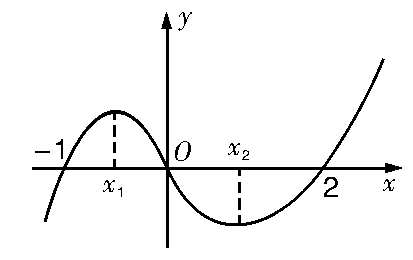 y
-1 O x₂
x₁ 2 x